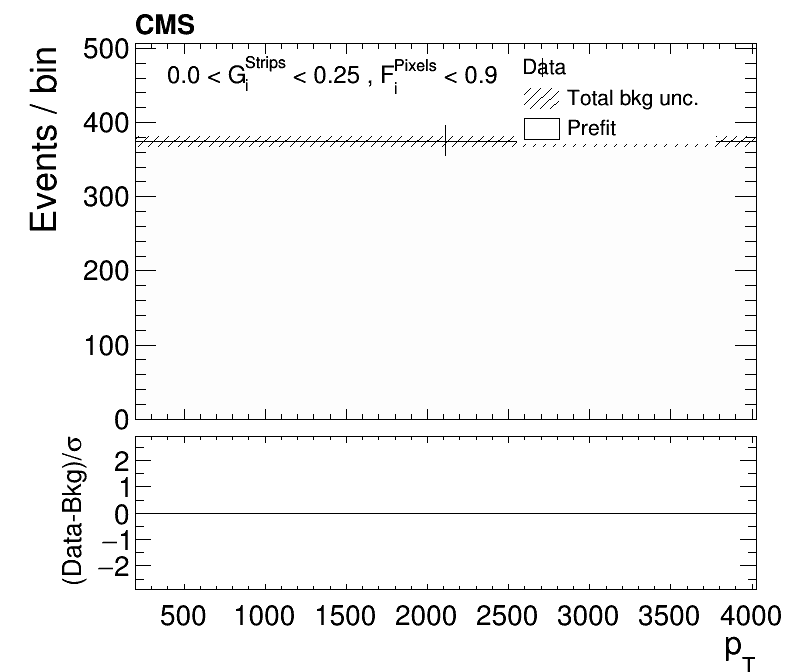 CMS
Events / bin
500
400
300
200
100
0
0.0 < G_i^Strips < 0.25 , F_i^Pixels < 0.9
Data
Total bkg unc.
Prefit
(Data-Bkg)/σ
2
1
0
−1
−2
500 1000 1500 2000 2500 3000 3500 4000
p_T